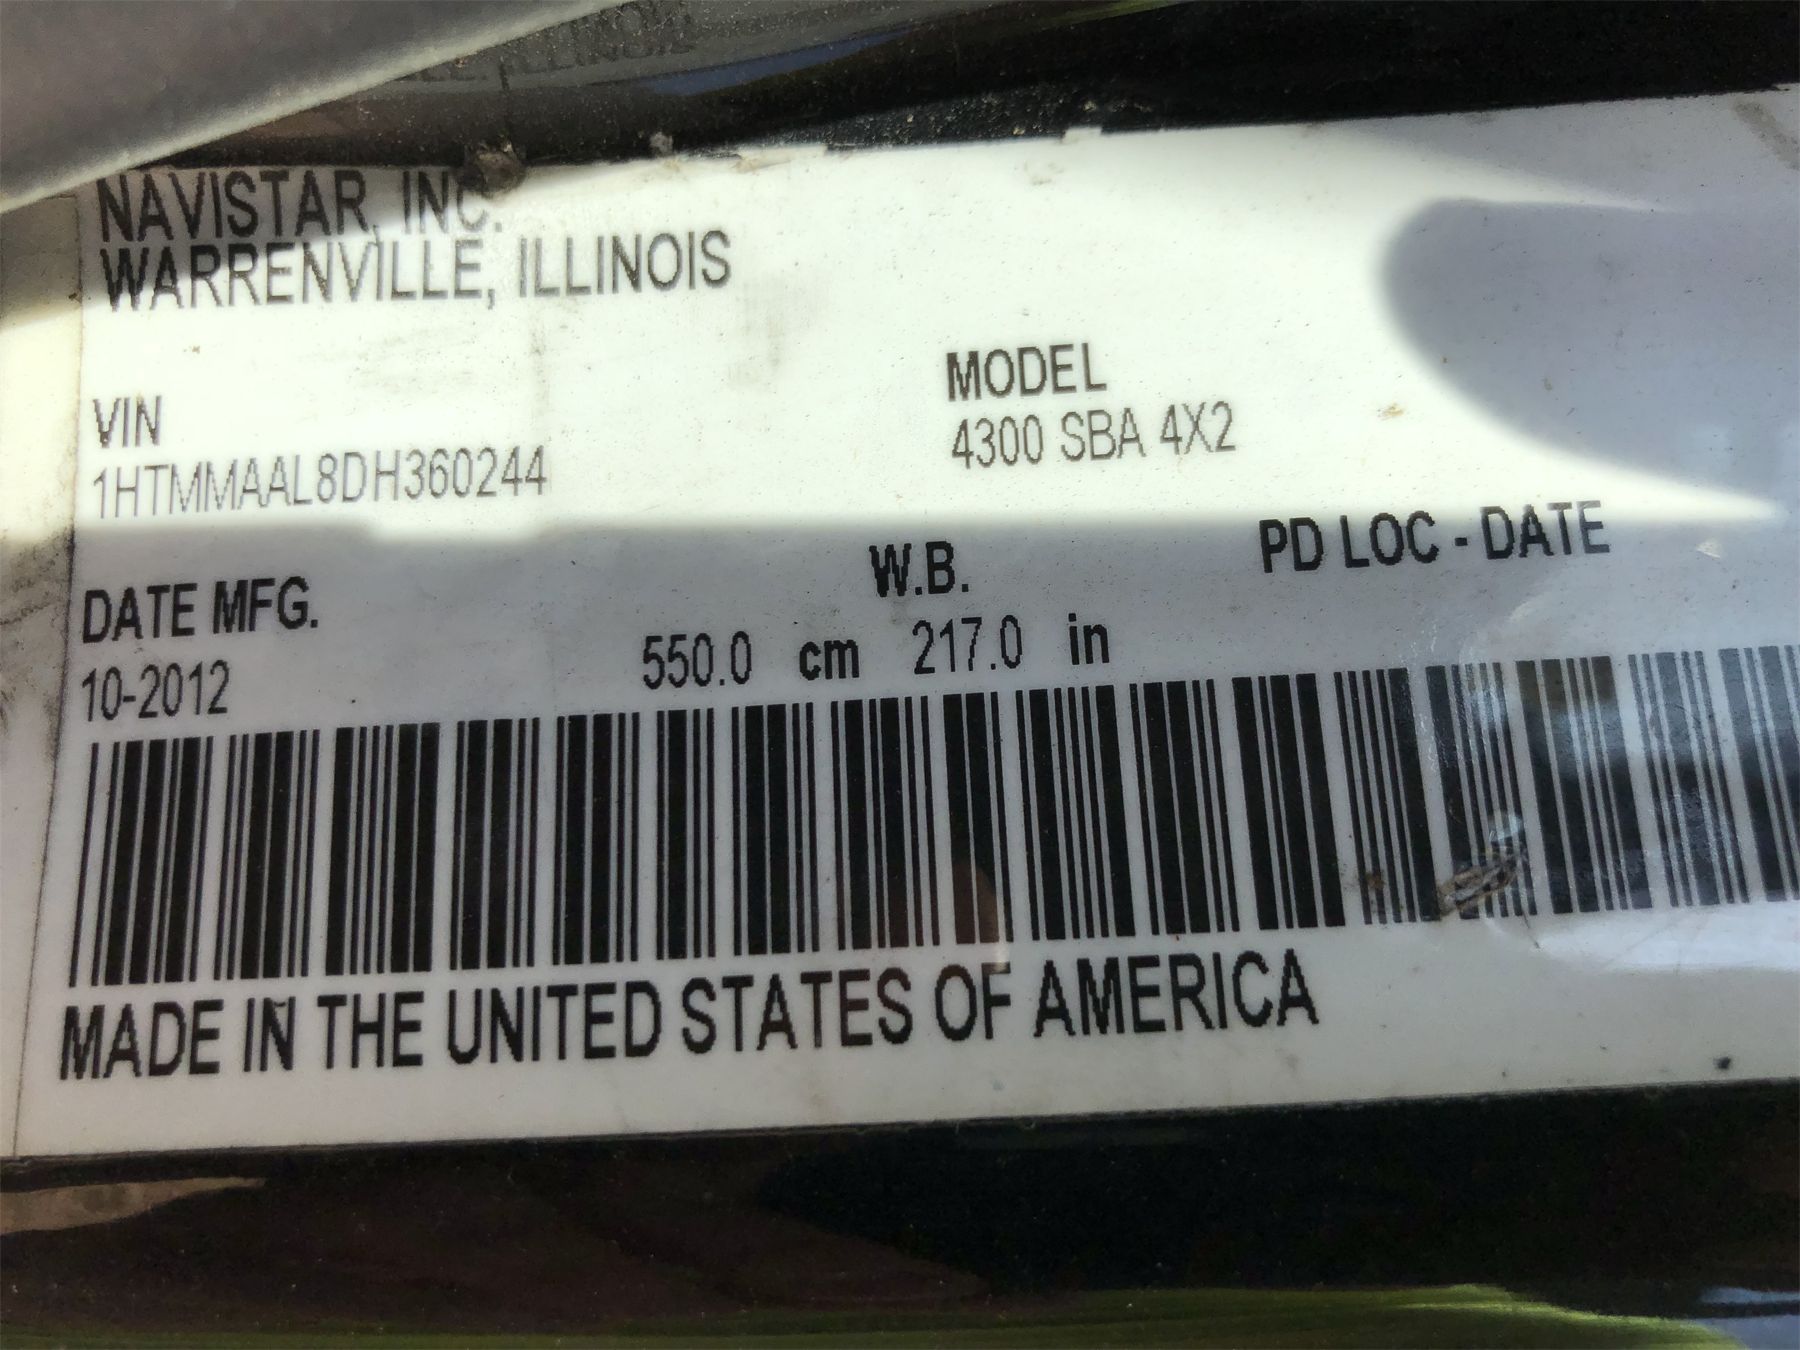 NAVISTAR, INC.
WARRENVILLE, ILLINOIS
VIN
1HTMMAAL8DH360244
MODEL
4300 SBA 4X2
DATE MFG.
10-2012
W.B.
550.0 cm 217.0 in
PD LOC - DATE
MADE IN THE UNITED STATES OF AMERICA